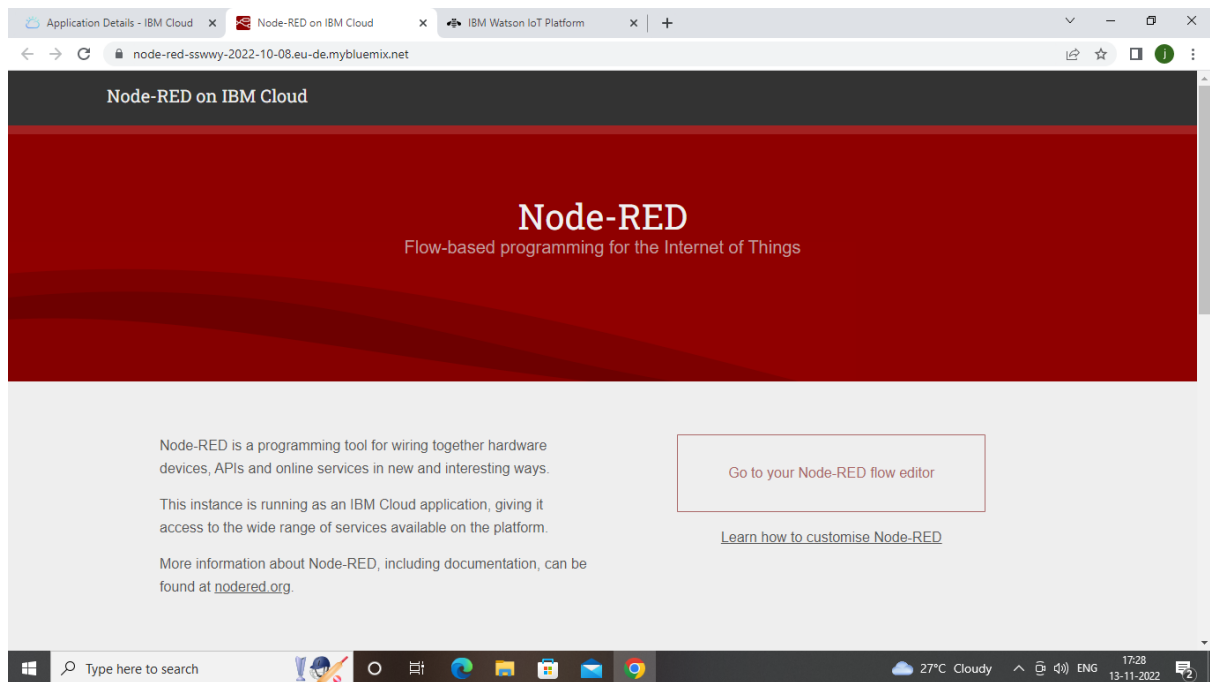 Application Details - IBM Cloud
Node-RED on IBM Cloud
IBM Watson IoT Platform
node-red-sswwy-2022-10-08.eu-de.mybluemix.net
j
Node-RED on IBM Cloud
Node-RED
Flow-based programming for the Internet of Things
Node-RED is a programming tool for wiring together hardware
devices, APIs and online services in new and interesting ways.
This instance is running as an IBM Cloud application, giving it
access to the wide range of services available on the platform.
More information about Node-RED, including documentation, can be
found at nodered.org.
Go to your Node-RED flow editor
Learn how to customise Node-RED
Type here to search
27°C Cloudy
ENG
17:28
13-11-2022
2